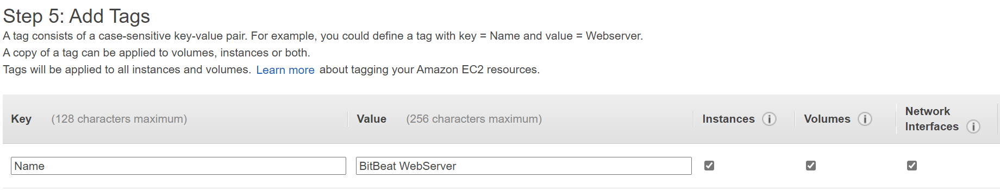 Step 5: Add Tags
A tag consists of a case-sensitive key-value pair. For example, you could define a tag with key = Name and value = Webserver.
A copy of a tag can be applied to volumes, instances or both.
Tags will be applied to all instances and volumes. Learn more about tagging your Amazon EC2 resources.
Key (128 characters maximum) Value (256 characters maximum) Instances i Volumes i Network
Interfaces i
Name BitBeat WebServer